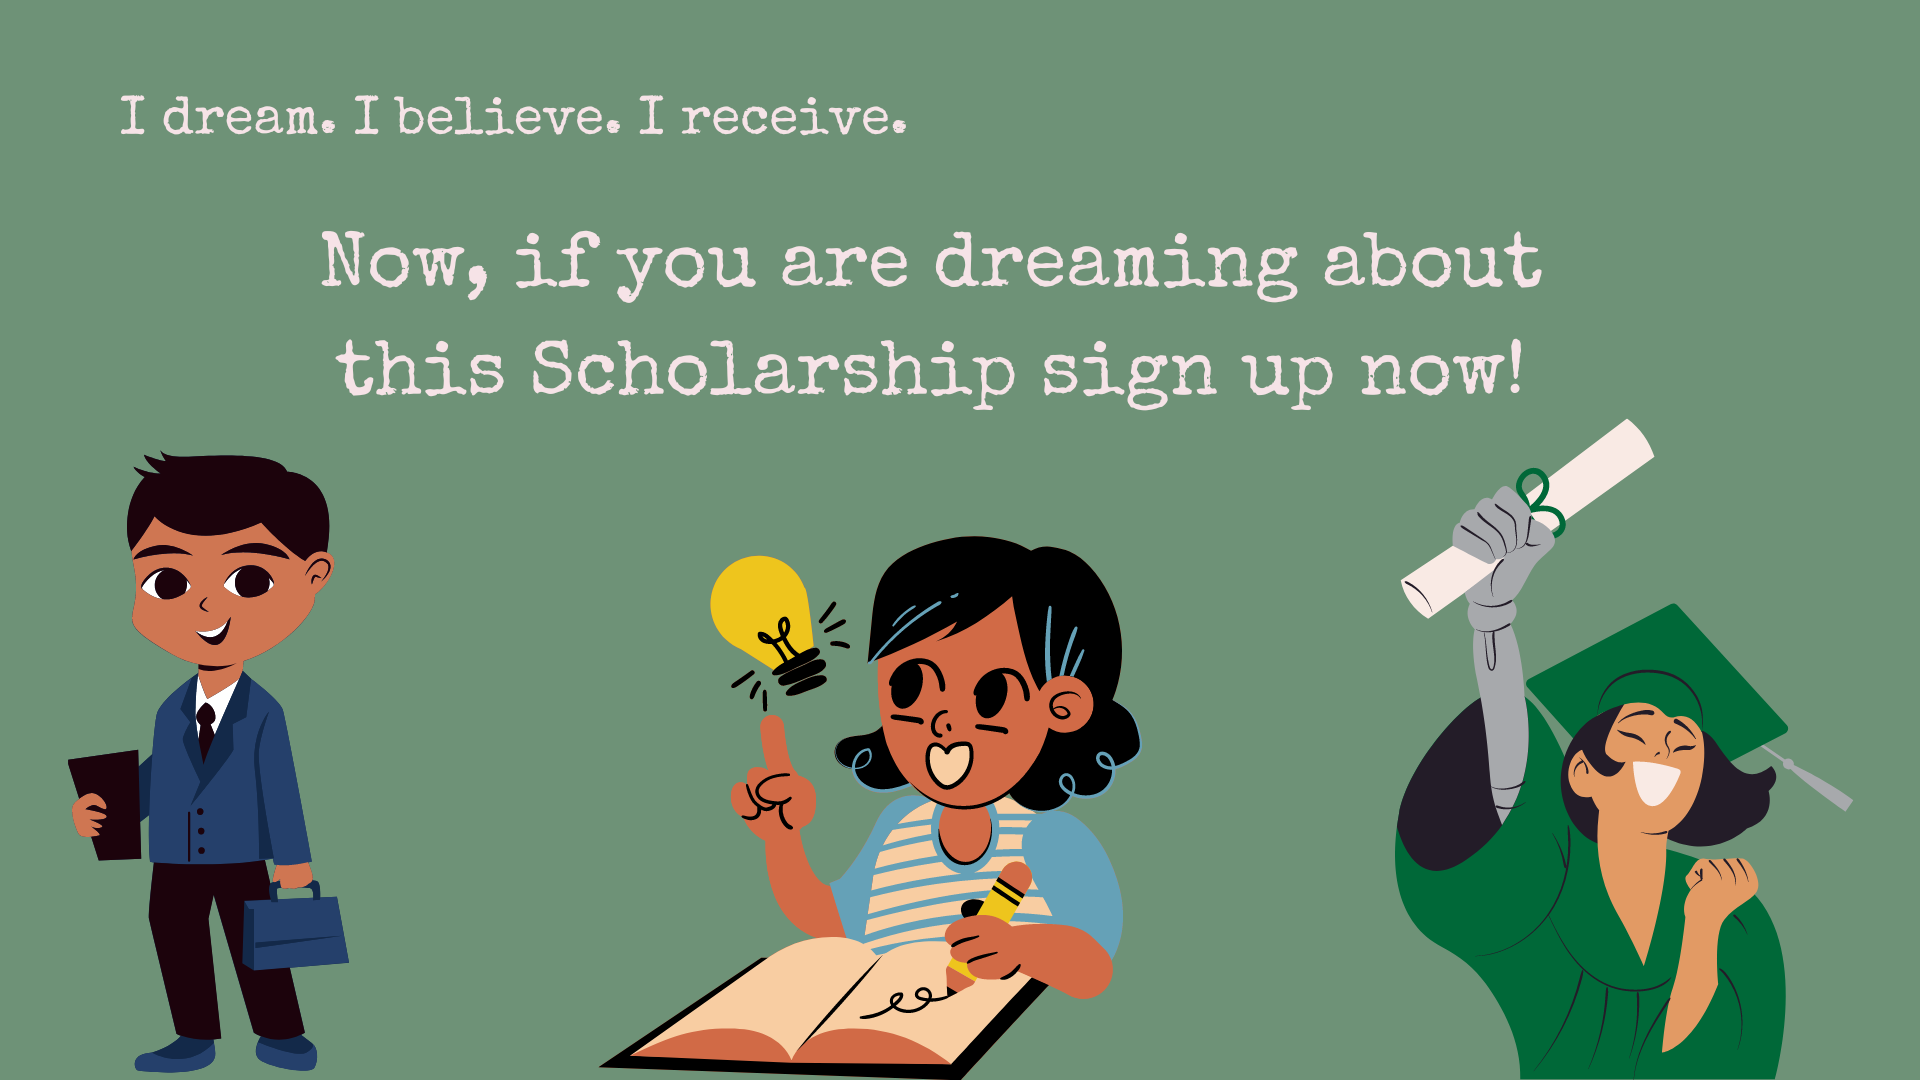 I dream. I believe. I receive.
Now, if you are dreaming about
this Scholarship sign up now!